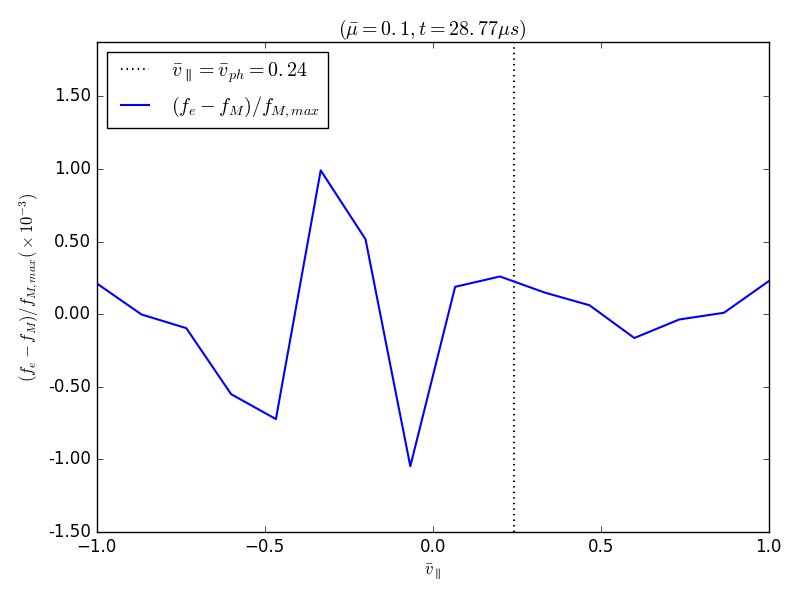 (μ̄ = 0.1, t = 28.77μs)
v̄∥ = v̄ph = 0.24
(fe − fM)/fM,max
(fe − fM)/fM,max(×10⁻³)
1.50
1.00
0.50
0.00
-0.50
-1.00
-1.50
−1.0 −0.5 0.0 0.5 1.0
v̄∥